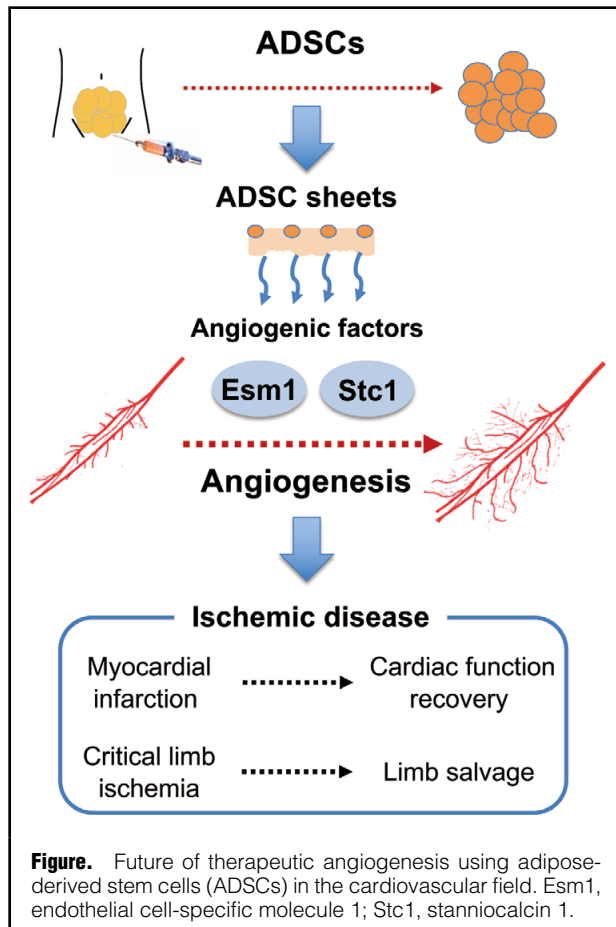 ADSCs
ADSC sheets
Angiogenic factors
Esm1 Stc1
Angiogenesis
Ischemic disease
Myocardial infarction
Cardiac function recovery
Critical limb ischemia
Limb salvage
Figure. Future of therapeutic angiogenesis using adipose-
derived stem cells (ADSCs) in the cardiovascular field. Esm1,
endothelial cell-specific molecule 1; Stc1, stanniocalcin 1.